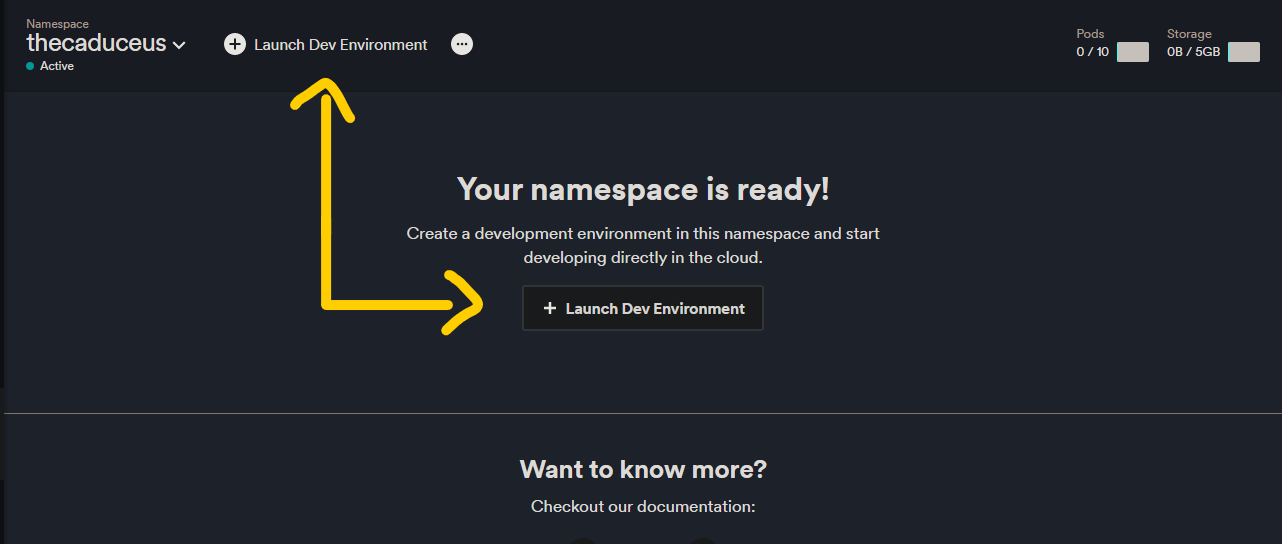 Namespace
thecaduceus
Active
Launch Dev Environment
Pods
0 / 10
Storage
0B / 5GB
Your namespace is ready!
Create a development environment in this namespace and start
developing directly in the cloud.
+ Launch Dev Environment
Want to know more?
Checkout our documentation: